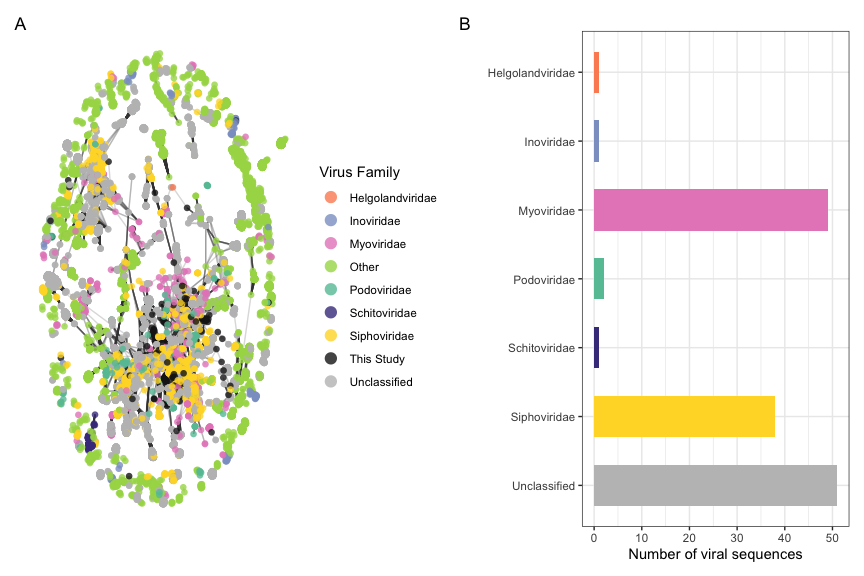 A
Virus Family
Helgolandviridae
Inoviridae
Myoviridae
Other
Podoviridae
Schitoviridae
Siphoviridae
This Study
Unclassified
B
Helgolandviridae
Inoviridae
Myoviridae
Podoviridae
Schitoviridae
Siphoviridae
Unclassified
0 10 20 30 40 50
Number of viral sequences